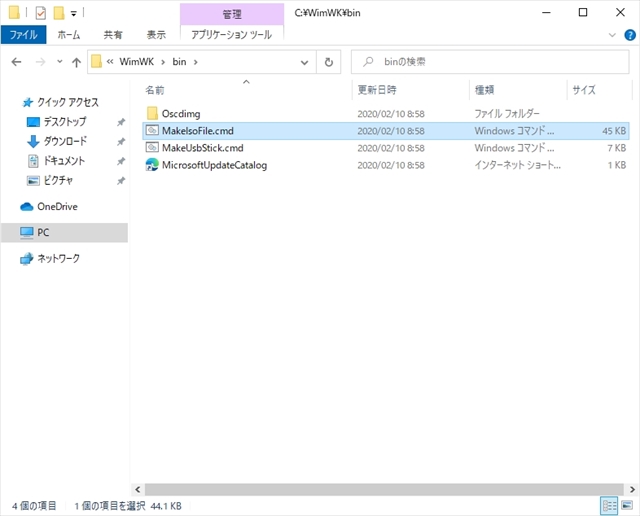 管理
C:¥WimWK¥bin
ファイル ホーム 共有 表示 アプリケーション ツール
« WimWK › bin ›
binの検索
名前 更新日時 種類 サイズ
クイック アクセス
デスクトップ
ダウンロード
ドキュメント
ピクチャ
OneDrive
PC
ネットワーク
Oscdimg 2020/02/10 8:58 ファイル フォルダー
MakeIsoFile.cmd 2020/02/10 8:58 Windows コマンド ... 45 KB
MakeUsbStick.cmd 2020/02/10 8:58 Windows コマンド ... 7 KB
MicrosoftUpdateCatalog 2020/02/10 8:58 インターネット ショート... 1 KB
4 個の項目 1 個の項目を選択 44.1 KB